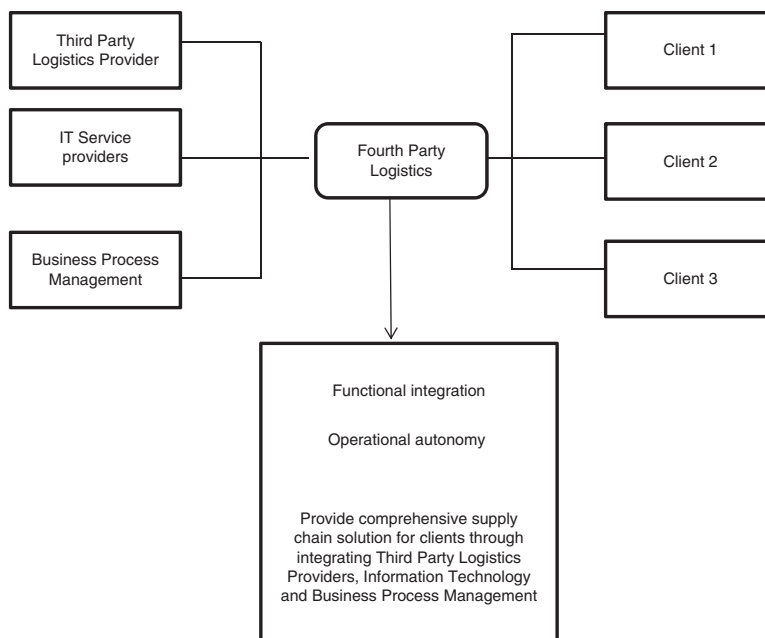 Third Party
Logistics Provider
IT Service
providers
Business Process
Management
Fourth Party
Logistics
Client 1
Client 2
Client 3
Functional integration
Operational autonomy
Provide comprehensive supply
chain solution for clients through
integrating Third Party Logistics
Providers, Information Technology
and Business Process Management